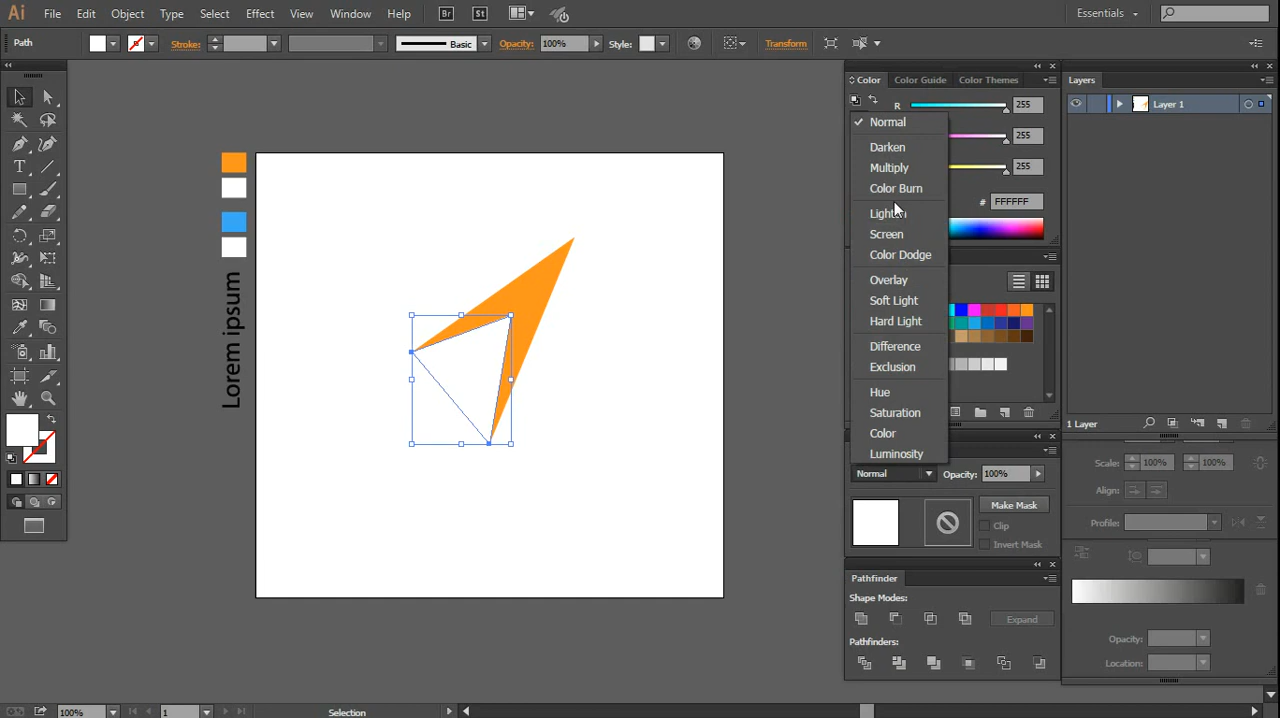 Ai File Edit Object Type Select Effect View Window Help Br St Essentials
Path Stroke: Basic Opacity: 100% Style: Transform
Color Color Guide Color Themes Layers
R 255
255
255
# FFFFFF
Layer 1
Normal
Darken
Multiply
Color Burn
Lighten
Screen
Color Dodge
Overlay
Soft Light
Hard Light
Difference
Exclusion
Hue
Saturation
Color
Luminosity
Lorem ipsum
1 Layer
Normal Opacity: 100%
Make Mask
Clip
Invert Mask
Scale: 100% 100%
Align:
Profile:
Opacity:
Location:
Pathfinder
Shape Modes:
Expand
Pathfinders:
100% 1 Selection